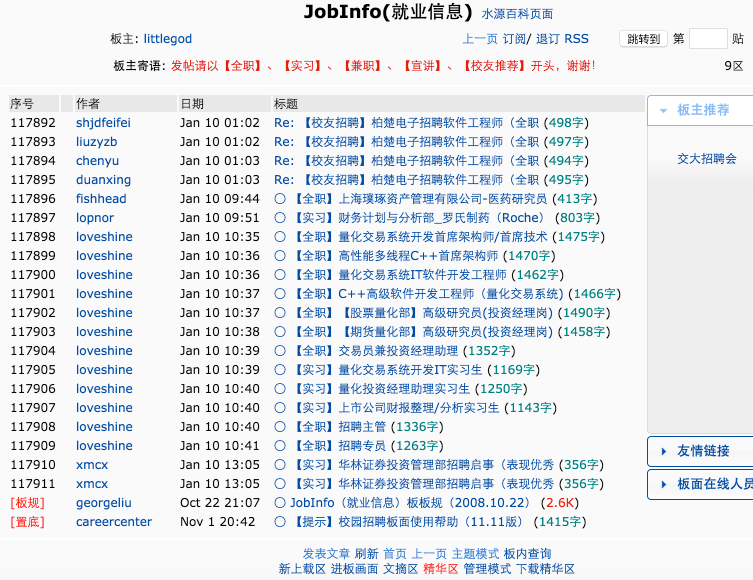 JobInfo(就业信息) 水源百科页面
板主: littlegod 上一页 订阅/ 退订 RSS 跳转到 第 贴
板主寄语: 发帖请以【全职】、【实习】、【兼职】、【宣讲】、【校友推荐】开头，谢谢! 9区
序号 作者 日期 标题
117892 shjdfeifei Jan 10 01:02 Re: 【校友招聘】柏楚电子招聘软件工程师（全职 (498字)
117893 liuzyzb Jan 10 01:02 Re: 【校友招聘】柏楚电子招聘软件工程师（全职 (497字)
117894 chenyu Jan 10 01:03 Re: 【校友招聘】柏楚电子招聘软件工程师（全职 (494字)
117895 duanxing Jan 10 01:03 Re: 【校友招聘】柏楚电子招聘软件工程师（全职 (495字)
117896 fishhead Jan 10 09:44 ○ 【全职】上海璞琢资产管理有限公司-医药研究员 (413字)
117897 lopnor Jan 10 09:51 ○ 【实习】财务计划与分析部_罗氏制药（Roche） (803字)
117898 loveshine Jan 10 10:35 ○ 【全职】量化交易系统开发首席架构师/首席技术 (1475字)
117899 loveshine Jan 10 10:36 ○ 【全职】高性能多线程C++首席架构师 (1470字)
117900 loveshine Jan 10 10:36 ○ 【全职】量化交易系统IT软件开发工程师 (1462字)
117901 loveshine Jan 10 10:37 ○ 【全职】C++高级软件开发工程师（量化交易系统) (1466字)
117902 loveshine Jan 10 10:37 ○ 【全职】【股票量化部】高级研究员(投资经理岗) (1490字)
117903 loveshine Jan 10 10:38 ○ 【全职】【期货量化部】高级研究员(投资经理岗) (1458字)
117904 loveshine Jan 10 10:39 ○ 【全职】交易员兼投资经理助理 (1352字)
117905 loveshine Jan 10 10:39 ○ 【实习】量化交易系统开发IT实习生 (1169字)
117906 loveshine Jan 10 10:40 ○ 【实习】量化投资经理助理实习生 (1250字)
117907 loveshine Jan 10 10:40 ○ 【实习】上市公司财报整理/分析实习生 (1143字)
117908 loveshine Jan 10 10:40 ○ 【全职】招聘主管 (1336字)
117909 loveshine Jan 10 10:41 ○ 【全职】招聘专员 (1263字)
117910 xmcx Jan 10 13:05 ○ 【实习】华林证券投资管理部招聘启事（表现优秀 (356字)
117911 xmcx Jan 10 13:05 ○ 【实习】华林证券投资管理部招聘启事（表现优秀 (356字)
[板规] georgeliu Oct 22 21:07 ○ JobInfo（就业信息）板板规（2008.10.22） (2.6K)
[置底] careercenter Nov 1 20:42 ○ 【提示】校园招聘板面使用帮助（11.11版） (1415字)
板主推荐
交大招聘会
友情链接
板面在线人员
发表文章 刷新 首页 上一页 主题模式 板内查询
新上载区 进板画面 文摘区 精华区 管理模式 下载精华区